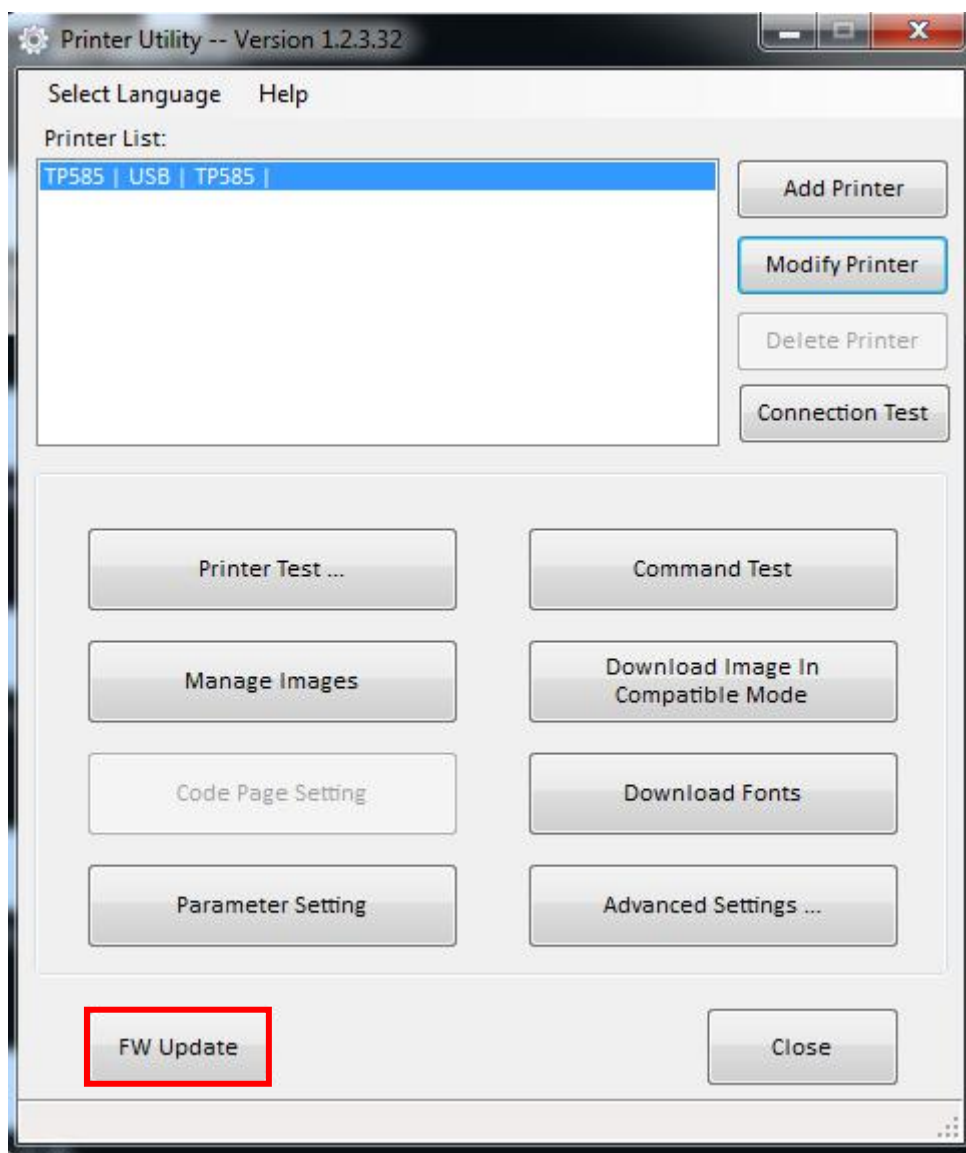 Printer Utility -- Version 1.2.3.32
Select Language Help
Printer List:
TP585 | USB | TP585 |
Add Printer
Modify Printer
Delete Printer
Connection Test
Printer Test ...
Command Test
Manage Images
Download Image In
Compatible Mode
Code Page Setting
Download Fonts
Parameter Setting
Advanced Settings ...
FW Update
Close